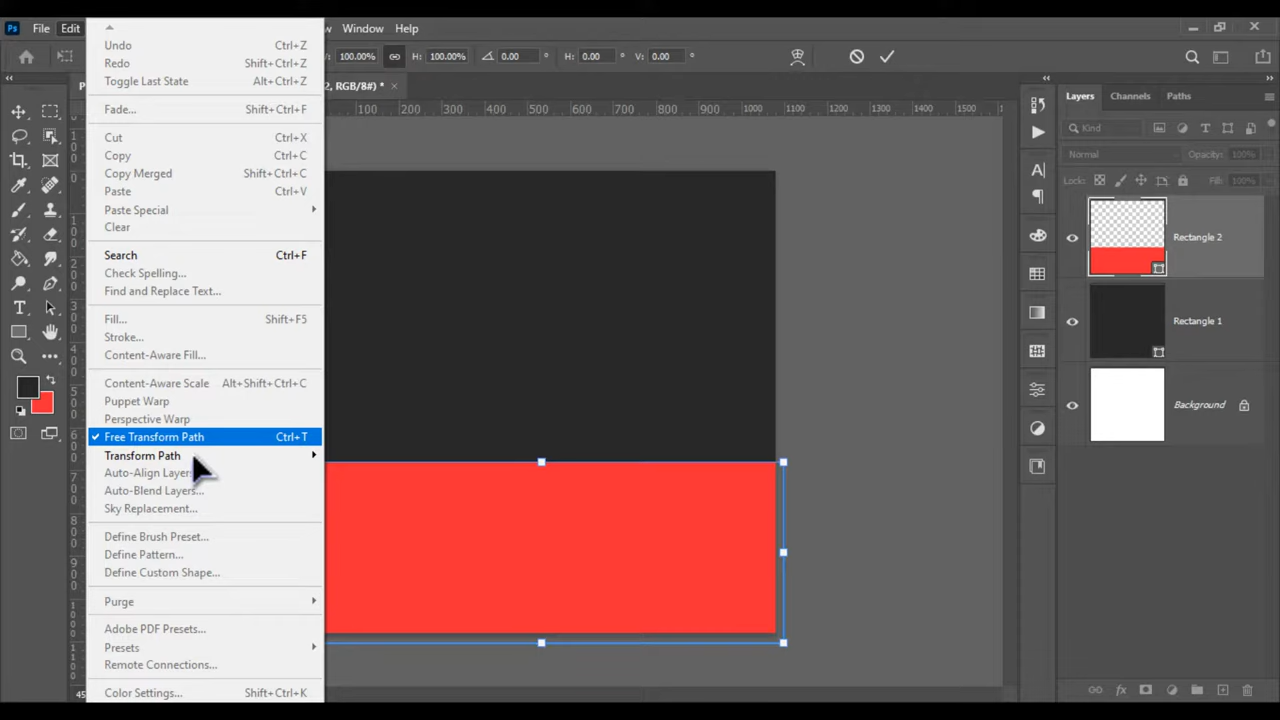 Ps File Edit w Window Help
100.00% H: 100.00% 0.00 ° H: 0.00 ° V: 0.00 °
P 2, RGB/8#) * ×
100 200 300 400 500 600 700 800 900 1000 1100 1200 1300 1400 1500
Undo Ctrl+Z
Redo Shift+Ctrl+Z
Toggle Last State Alt+Ctrl+Z
Fade... Shift+Ctrl+F
Cut Ctrl+X
Copy Ctrl+C
Copy Merged Shift+Ctrl+C
Paste Ctrl+V
Paste Special
Clear
Search Ctrl+F
Check Spelling...
Find and Replace Text...
Fill... Shift+F5
Stroke...
Content-Aware Fill...
Content-Aware Scale Alt+Shift+Ctrl+C
Puppet Warp
Perspective Warp
Free Transform Path Ctrl+T
Transform Path
Auto-Align Layers
Auto-Blend Layers...
Sky Replacement...
Define Brush Preset...
Define Pattern...
Define Custom Shape...
Purge
Adobe PDF Presets...
Presets
Remote Connections...
Color Settings... Shift+Ctrl+K
Layers Channels Paths
Kind
Normal Opacity: 100%
Lock: Fill: 100%
Rectangle 2
Rectangle 1
Background